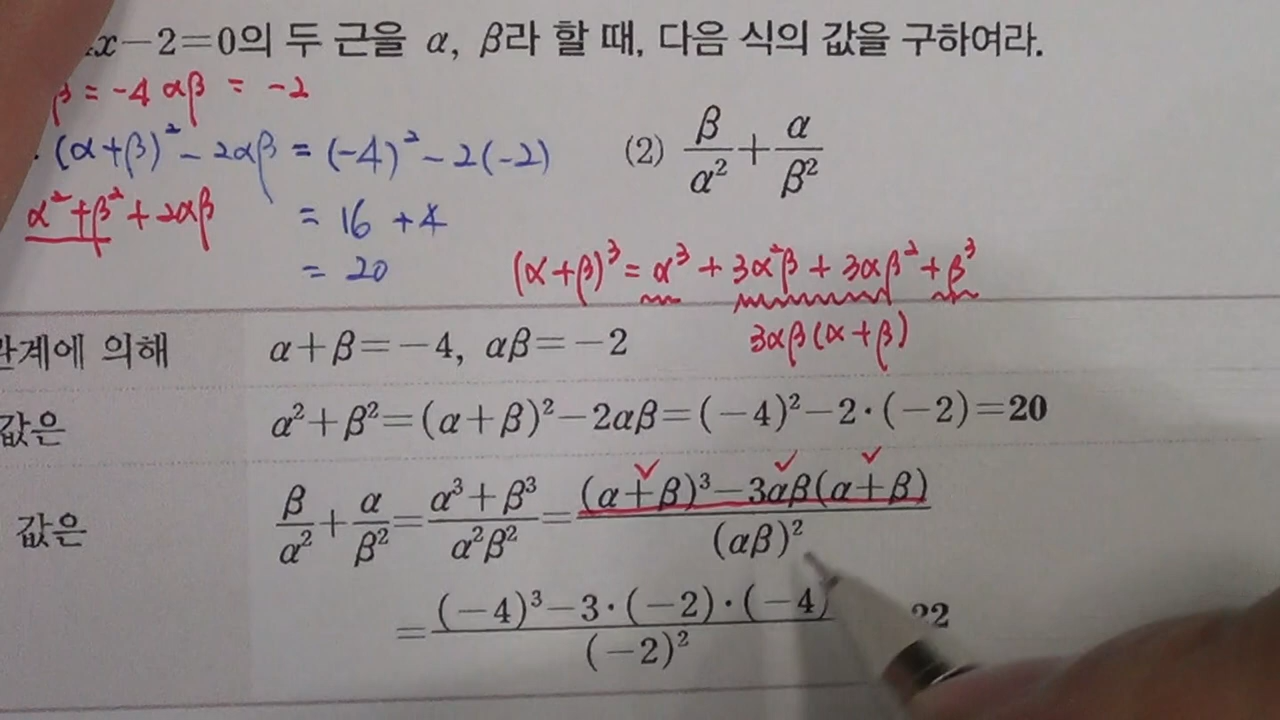 x-2=0의 두 근을 α, β라 할 때, 다음 식의 값을 구하여라.
β = -4 αβ = -2
(α+β)² - 2αβ = (-4)² - 2(-2)
(2) β/α² + α/β²
α²+β²+2αβ
= 16 + 4
= 20
(α+β)³ = α³ + 3α²β + 3αβ² + β³
3αβ(α+β)
관계에 의해 α+β=-4, αβ=-2
값은 α²+β²=(α+β)²-2αβ=(-4)²-2·(-2)=20
값은 β/α²+α/β²=(α³+β³)/(α²β²)=((α+β)³-3αβ(α+β))/(αβ)²
=((-4)³-3·(-2)·(-4))/(-2)² 22